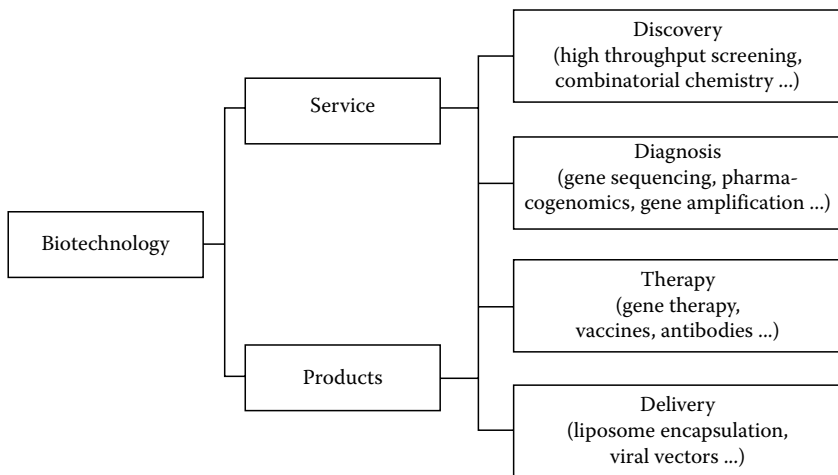 Biotechnology
Service
Products
Discovery
(high throughput screening,
combinatorial chemistry ...)
Diagnosis
(gene sequencing, pharma-
cogenomics, gene amplification ...)
Therapy
(gene therapy,
vaccines, antibodies ...)
Delivery
(liposome encapsulation,
viral vectors ...)